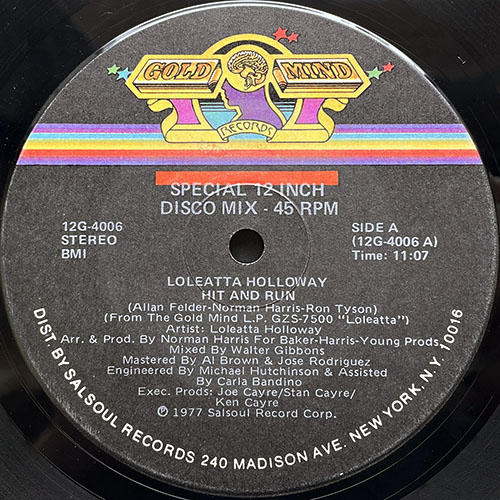 GOLD MIND
RECORDS
SPECIAL 12 INCH
DISCO MIX - 45 RPM
12G-4006
STEREO
BMI
SIDE A
(12G-4006 A)
Time: 11:07
LOLEATTA HOLLOWAY
HIT AND RUN
(Allan Felder-Norman Harris-Ron Tyson)
(From The Gold Mind L.P. GZS-7500 "Loleatta")
Artist: Loleatta Holloway
Arr. & Prod. By Norman Harris For Baker-Harris-Young Prods.
Mixed By Walter Gibbons
Mastered By Al Brown & Jose Rodriguez
Engineered By Michael Hutchinson & Assisted
By Carla Bandino
Exec. Prods: Joe Cayre/Stan Cayre/
Ken Cayre
℗ 1977 Salsoul Record Corp.
DIST. BY SALSOUL RECORDS 240 MADISON AVE. NEW YORK, N.Y. 10016